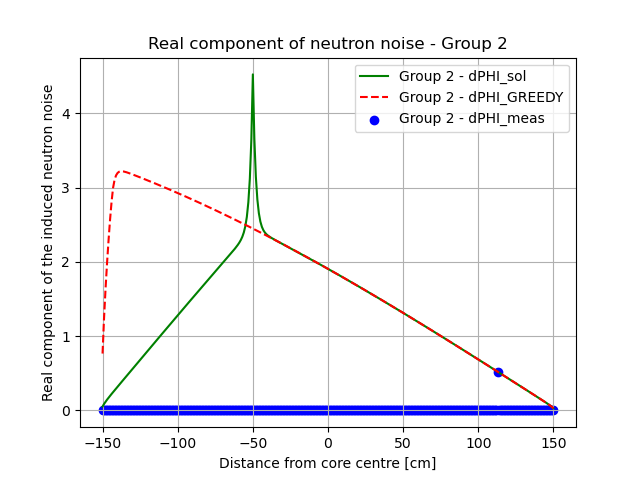 Real component of neutron noise - Group 2
Real component of the induced neutron noise
4
3
2
1
0
Group 2 - dPHI_sol
Group 2 - dPHI_GREEDY
Group 2 - dPHI_meas
−150 −100 −50 0 50 100 150
Distance from core centre [cm]